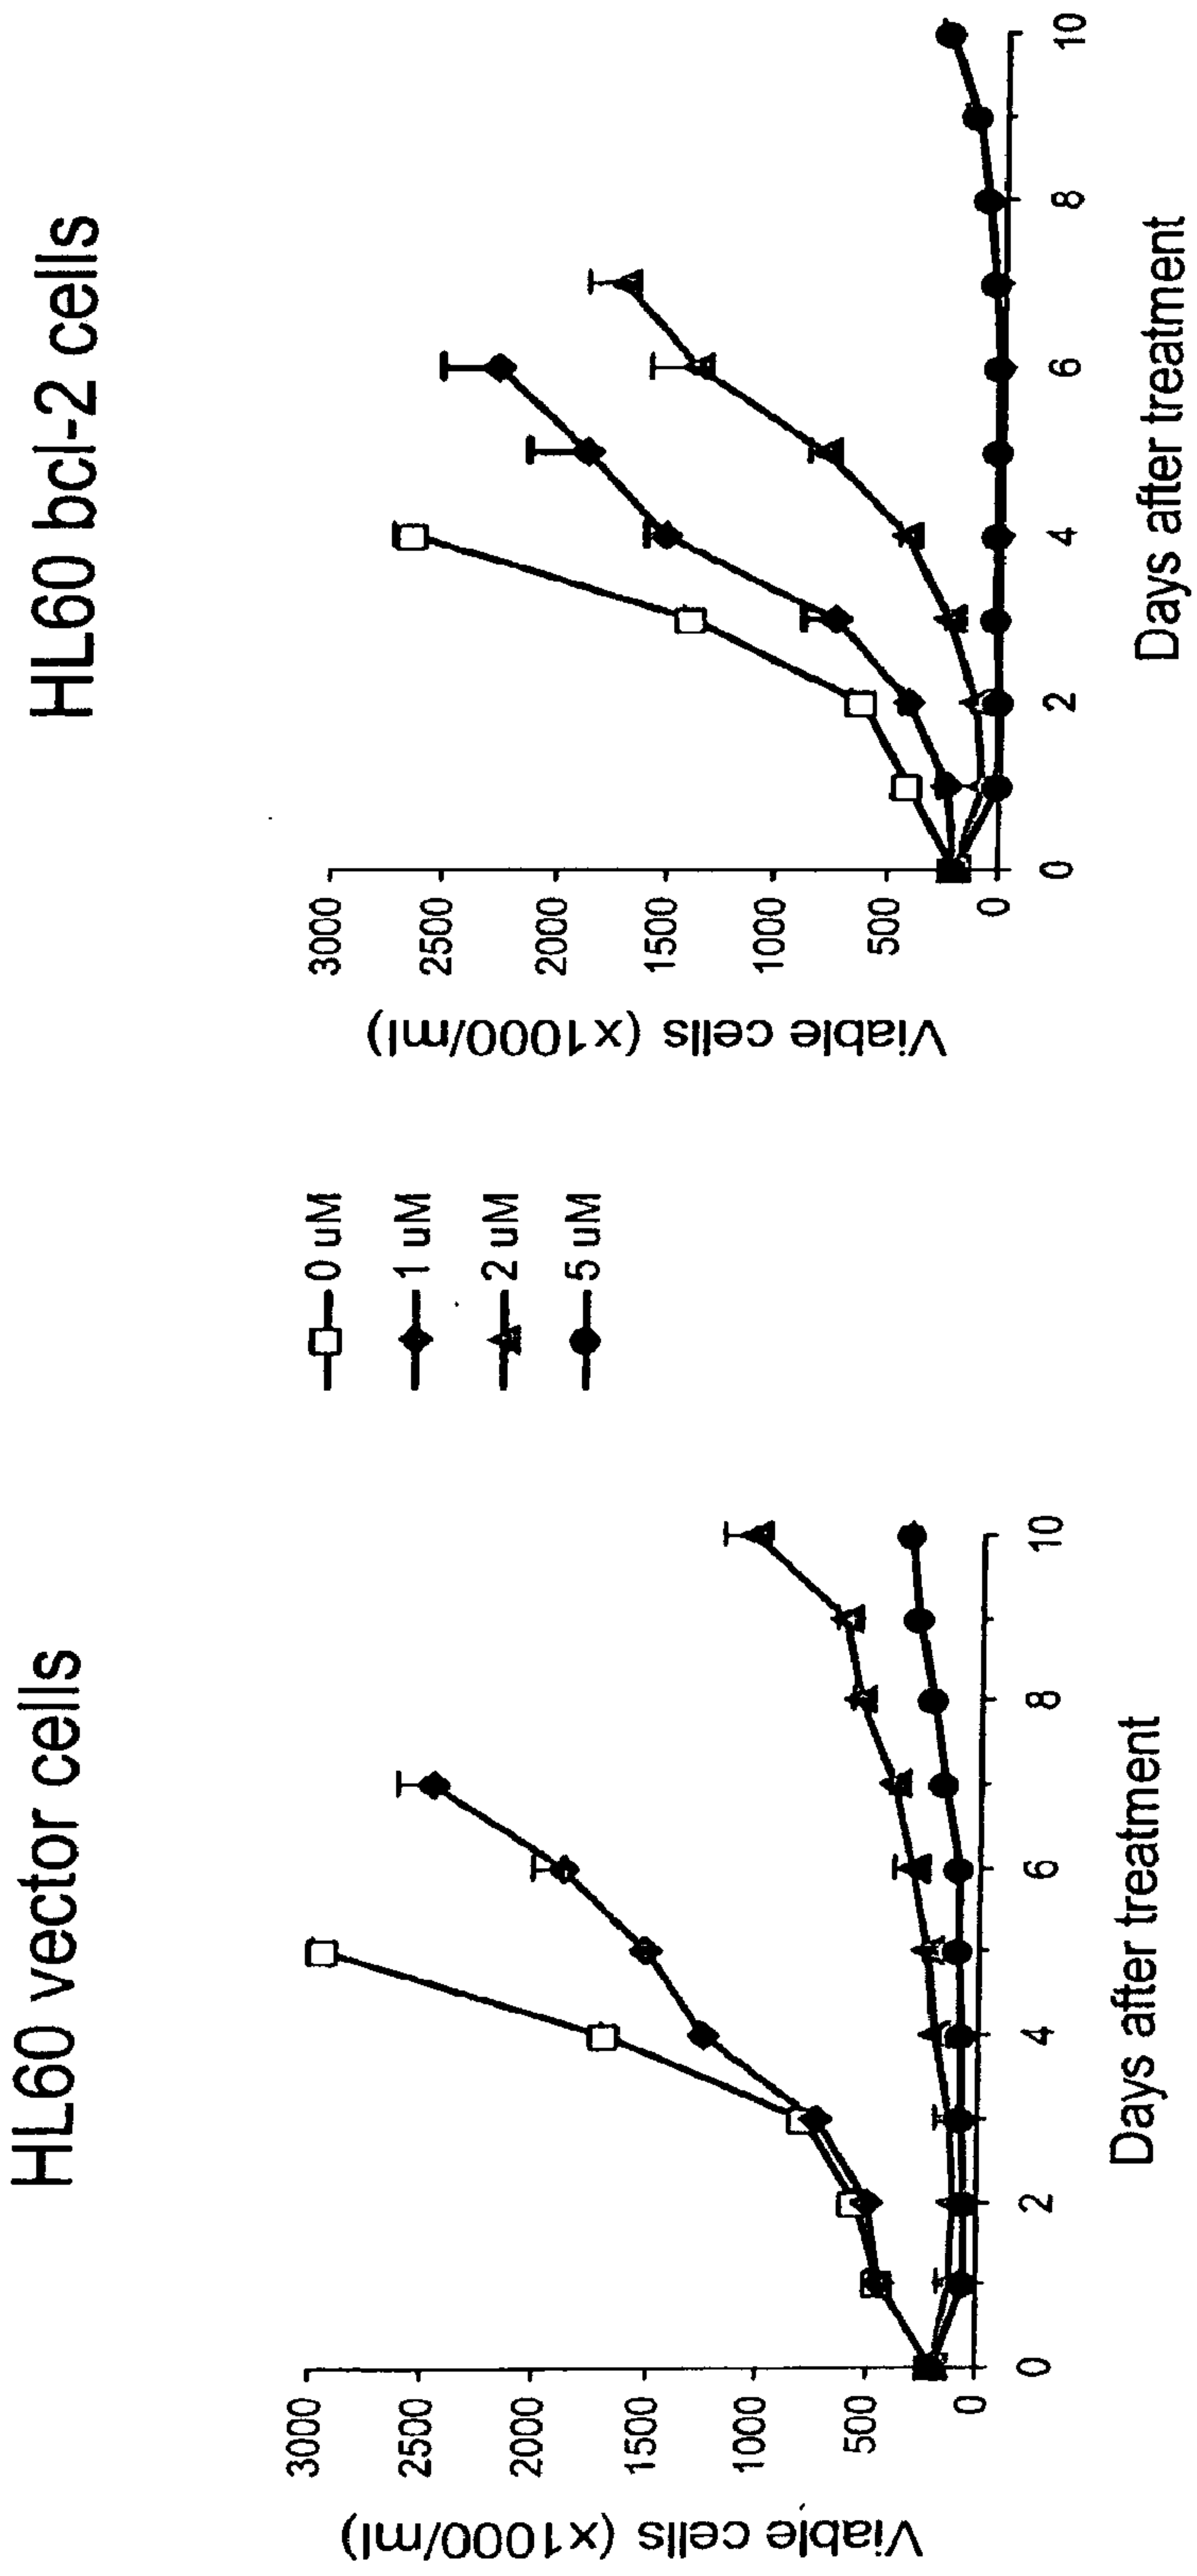 HL60 vector cells
Viable cells (x1000/ml)
3000
2500
2000
1500
1000
500
0
0 2 4 6 8 10
Days after treatment
0 uM
1 uM
2 uM
5 uM
HL60 bcl-2 cells
Viable cells (x1000/ml)
3000
2500
2000
1500
1000
500
0
0 2 4 6 8 10
Days after treatment